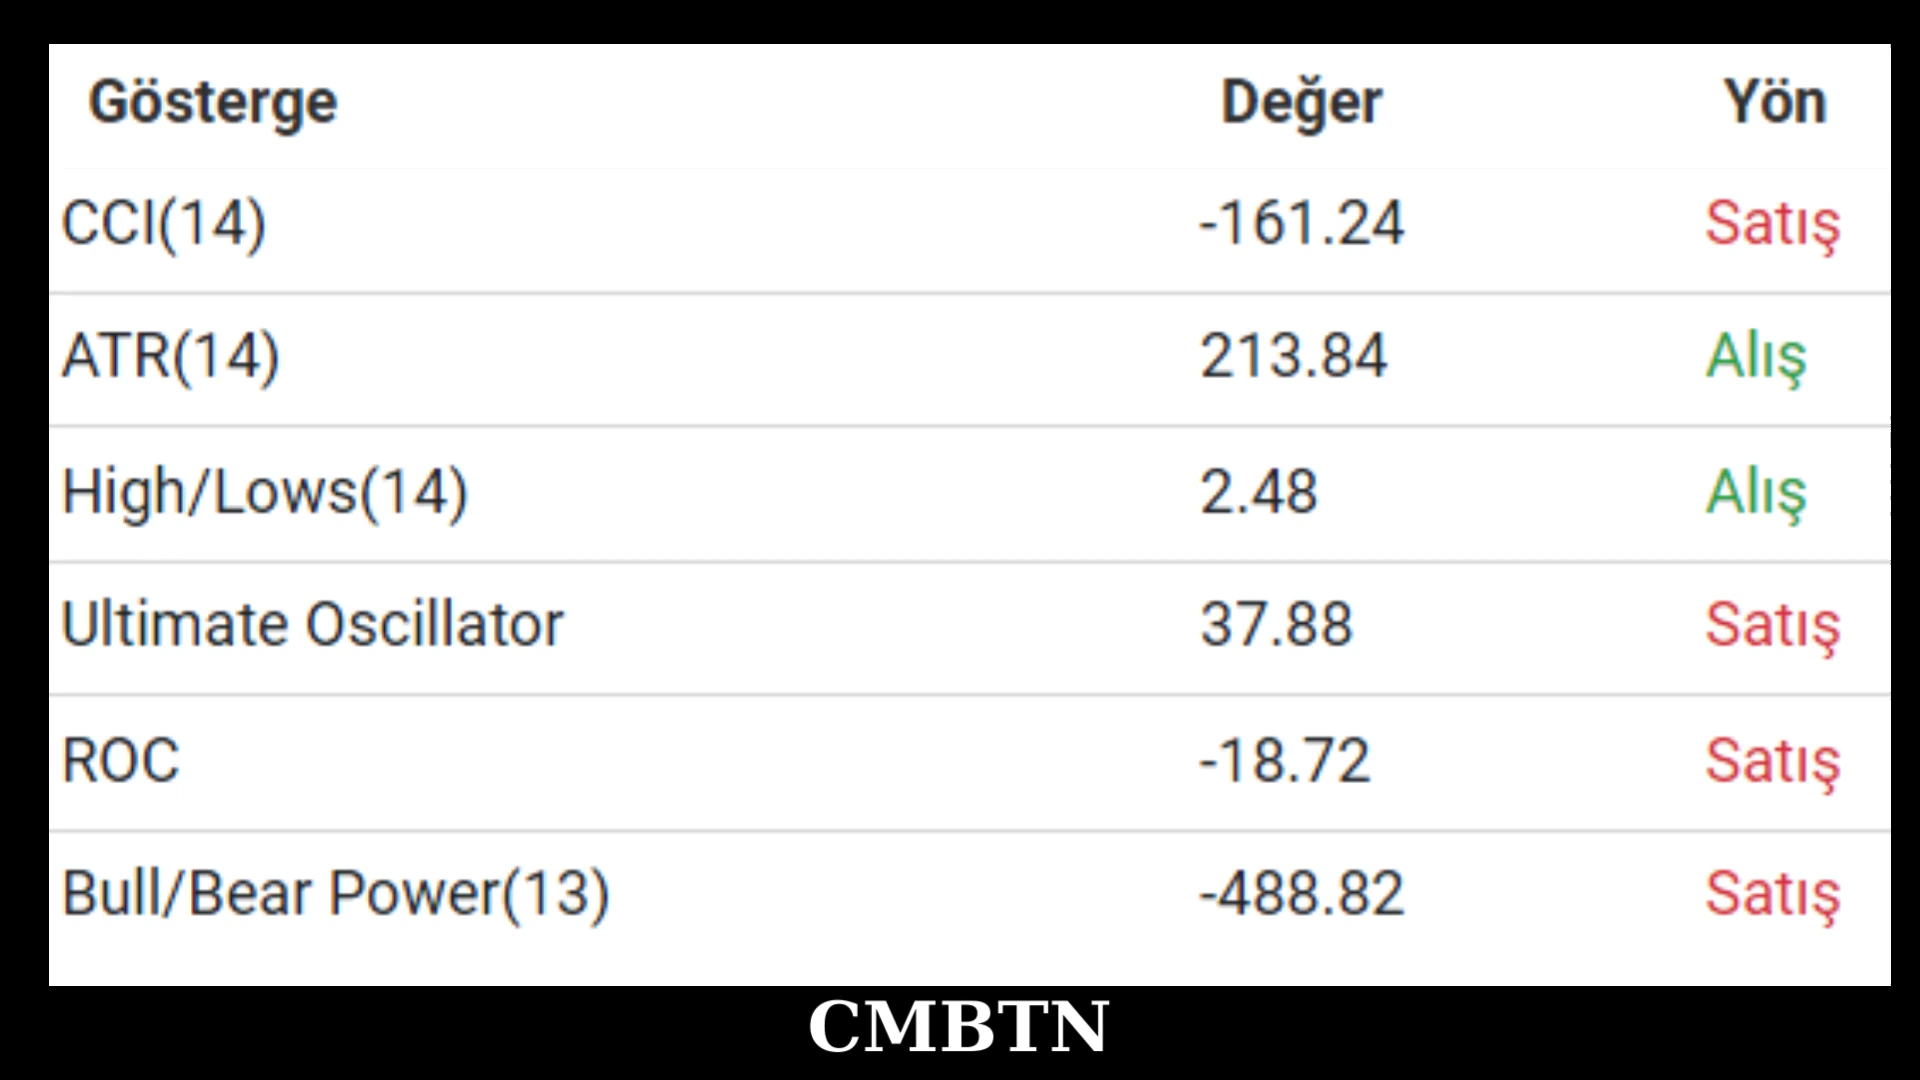 Gösterge Değer Yön
CCI(14) -161.24 Satış
ATR(14) 213.84 Alış
High/Lows(14) 2.48 Alış
Ultimate Oscillator 37.88 Satış
ROC -18.72 Satış
Bull/Bear Power(13) -488.82 Satış
CMBTN